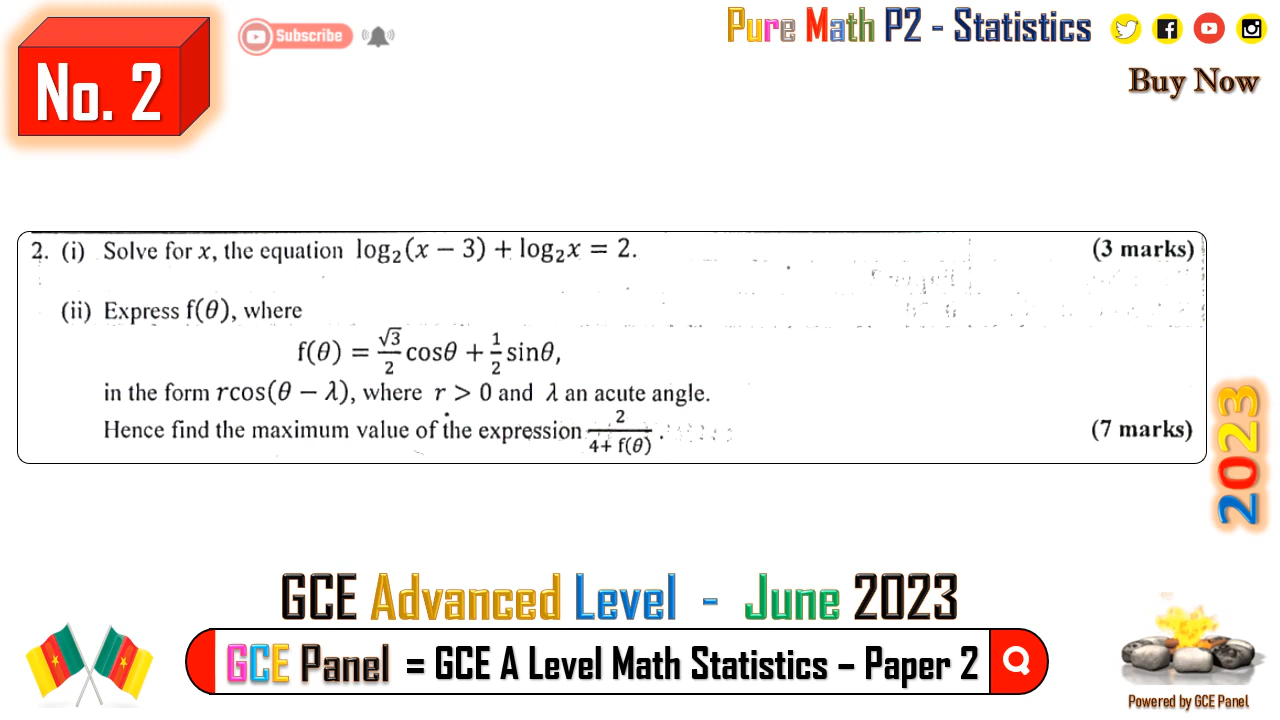 No. 2
Subscribe
Pure Math P2 - Statistics
Buy Now
2. (i) Solve for x, the equation log₂(x − 3) + log₂x = 2. (3 marks)
(ii) Express f(θ), where
f(θ) = √3/2 cosθ + 1/2 sinθ,
in the form rcos(θ − λ), where r > 0 and λ an acute angle.
Hence find the maximum value of the expression 2/(4+ f(θ)) . (7 marks)
2023
GCE Advanced Level - June 2023
GCE Panel = GCE A Level Math Statistics – Paper 2
Powered by GCE Panel